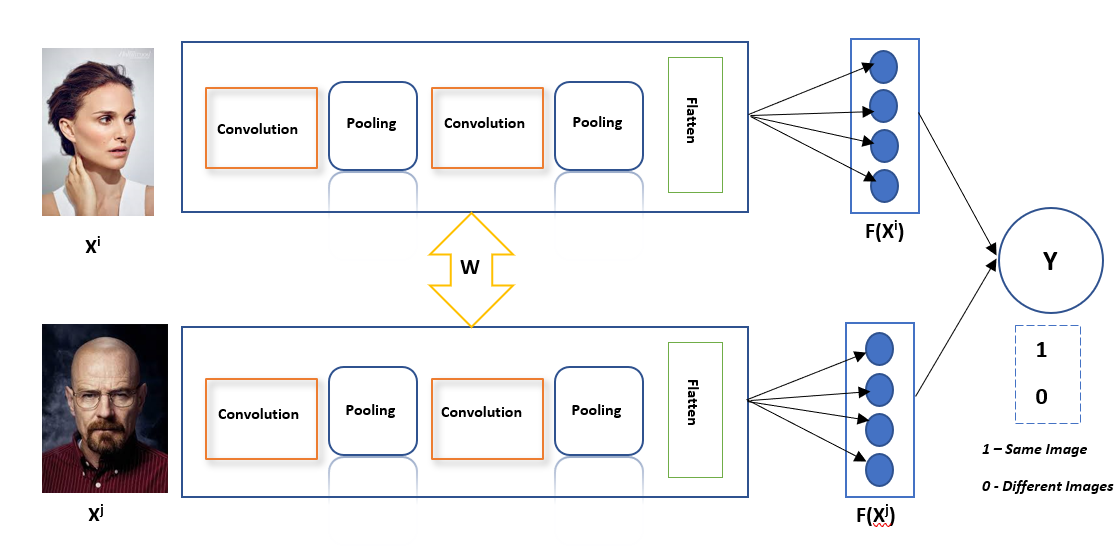 Convolution
Pooling
Convolution
Pooling
Flatten
Xi
F(Xi)
W
Y
Convolution
Pooling
Convolution
Pooling
Flatten
1
0
1 – Same Image
0 - Different Images
Xj
F(Xj)